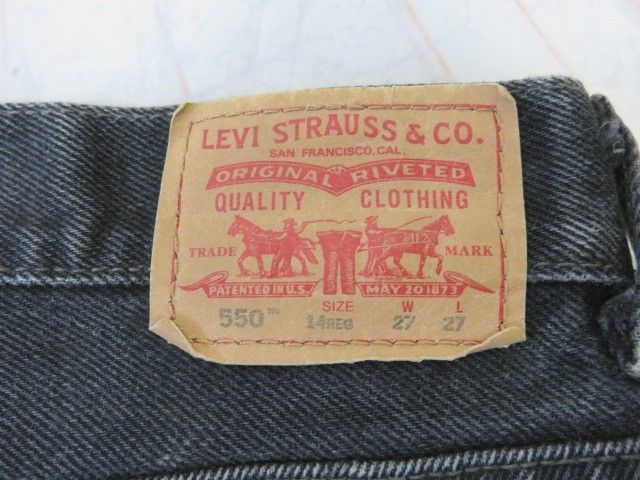 LEVI STRAUSS & CO.
SAN FRANCISCO, CAL.
ORIGINAL RIVETED
QUALITY CLOTHING
TRADE MARK
PATENTED IN U.S. MAY 20 1873
SIZE W L
550™ 14REG 27 27